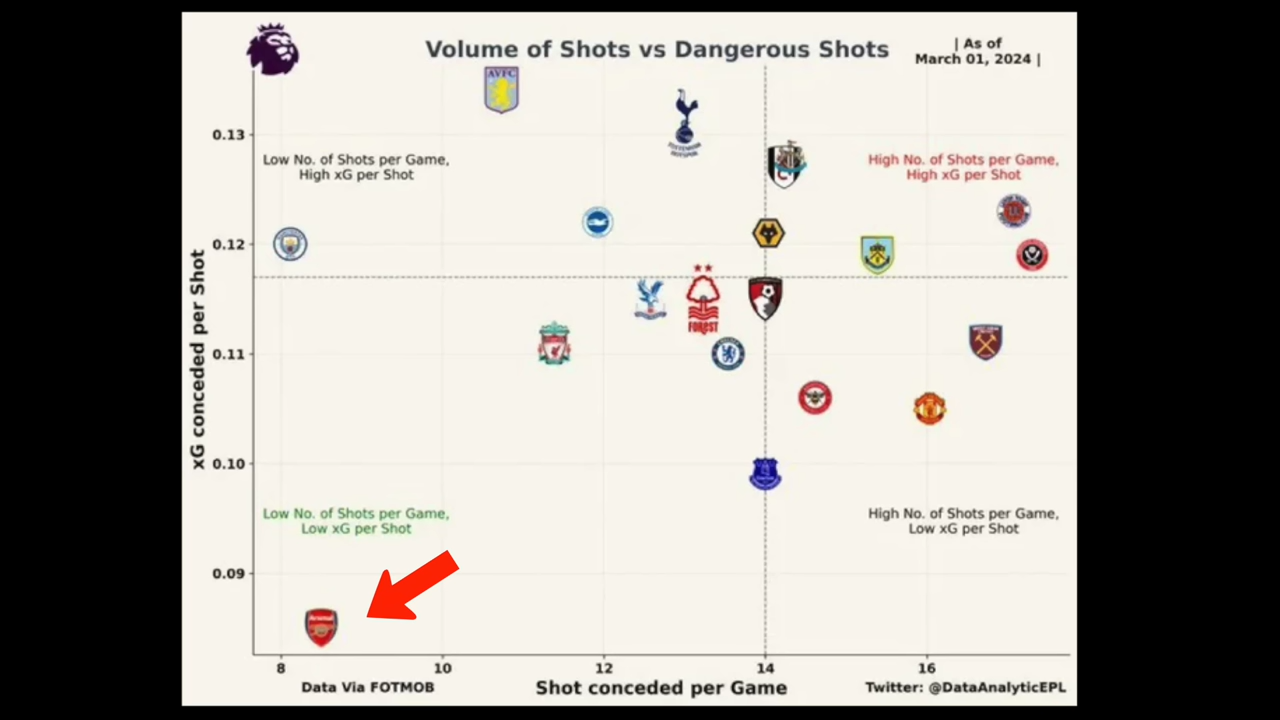 Volume of Shots vs Dangerous Shots
| As of
March 01, 2024 |
AVFC
0.13
TOTTENHAM
HOTSPUR
Low No. of Shots per Game,
High xG per Shot
High No. of Shots per Game,
High xG per Shot
0.12
xG conceded per Shot
FOREST
0.11
0.10
Low No. of Shots per Game,
Low xG per Shot
High No. of Shots per Game,
Low xG per Shot
0.09
Arsenal
8
10
12
14
16
Data Via FOTMOB
Shot conceded per Game
Twitter: @DataAnalyticEPL